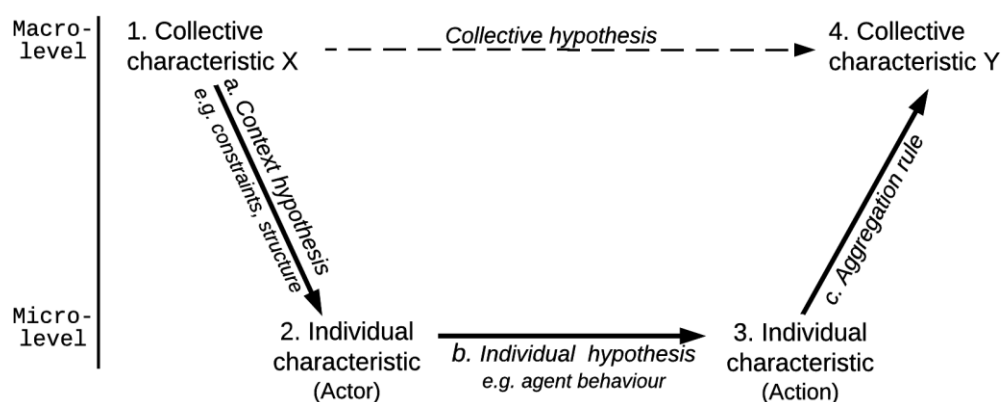 Macro-
level
1. Collective
characteristic X
Collective hypothesis
4. Collective
characteristic Y
a. Context hypothesis
e.g. constraints, structure
c. Aggregation rule
Micro-
level
2. Individual
characteristic
(Actor)
b. Individual hypothesis
e.g. agent behaviour
3. Individual
characteristic
(Action)